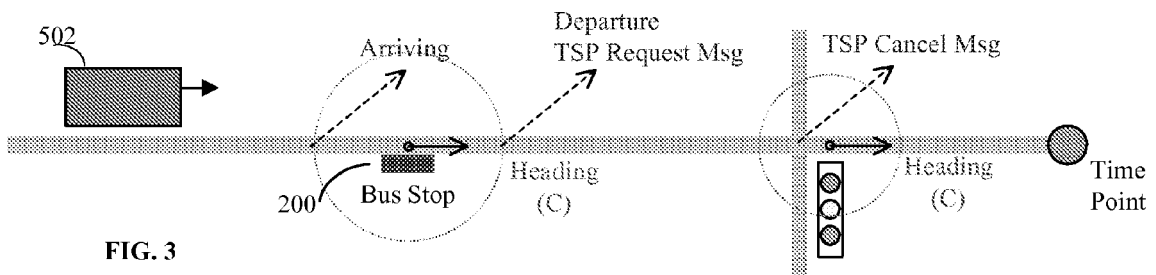 502
Arriving
Departure
TSP Request Msg
TSP Cancel Msg
200
Bus Stop
Heading
(C)
Heading
(C)
Time
Point
FIG. 3